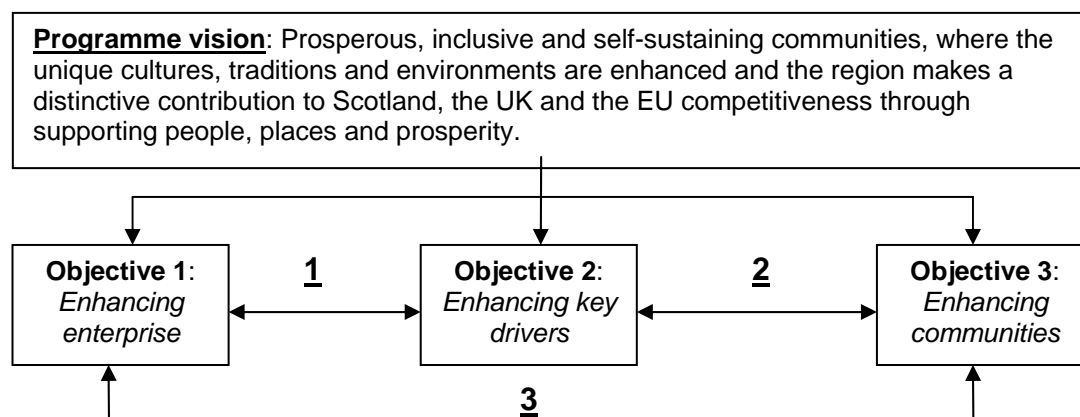 Programme vision: Prosperous, inclusive and self-sustaining communities, where the
unique cultures, traditions and environments are enhanced and the region makes a
distinctive contribution to Scotland, the UK and the EU competitiveness through
supporting people, places and prosperity.
Objective 1:
Enhancing
enterprise
1
Objective 2:
Enhancing key
drivers
2
Objective 3:
Enhancing
communities
3